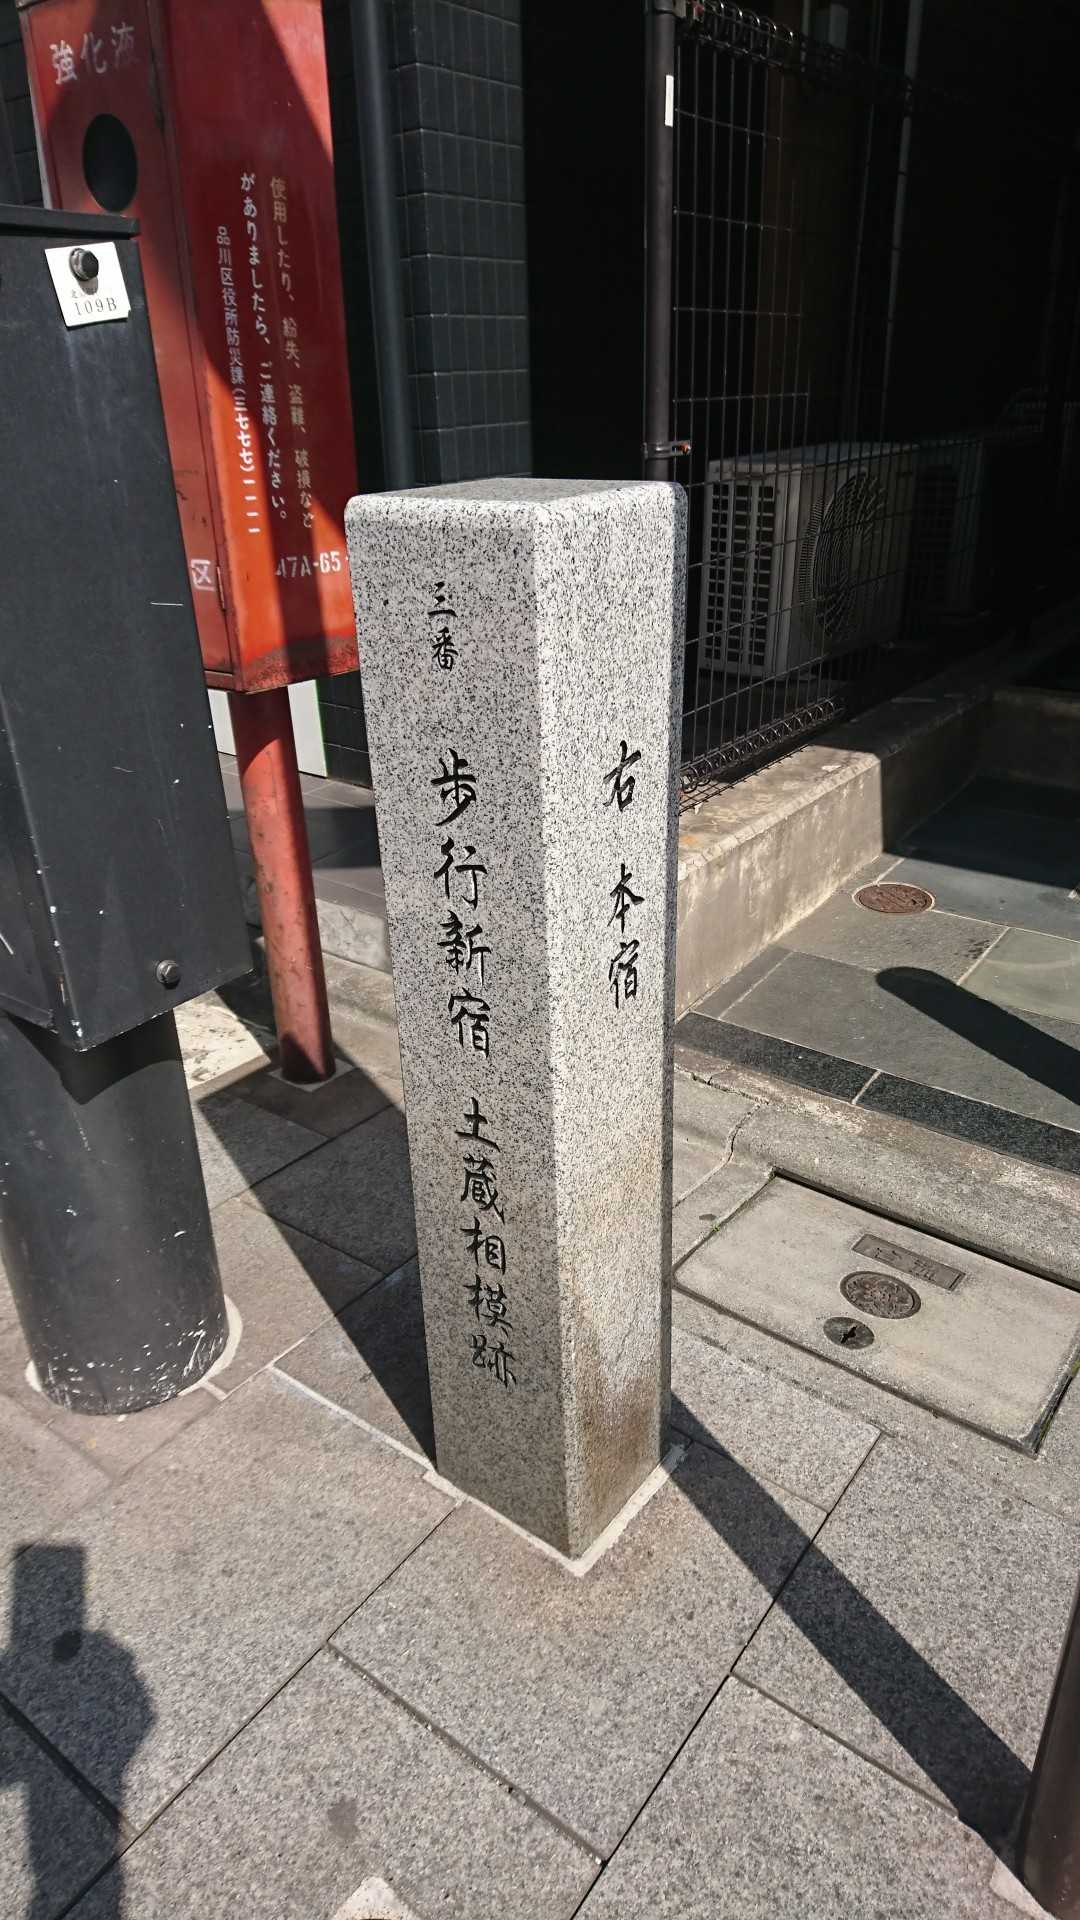 強化液
使用したり、紛失、盗難、破損など
がありましたら、ご連絡ください。
品川区役所防災課(三七七七)一一一一
109B
区
47A-65
三番 歩行新宿 土蔵相模跡
右 本宿